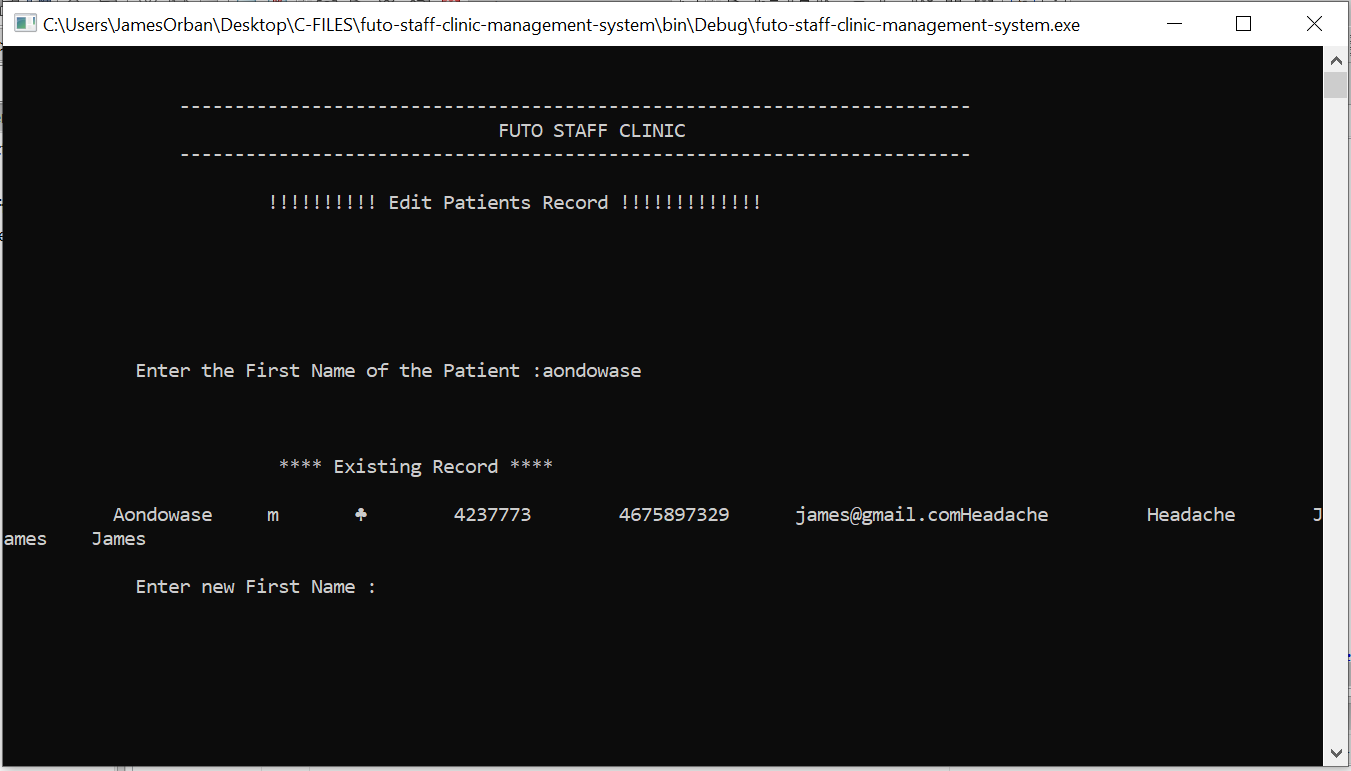 C:\Users\JamesOrban\Desktop\C-FILES\futo-staff-clinic-management-system\bin\Debug\futo-staff-clinic-management-system.exe
------------------------------------------------------------------------
FUTO STAFF CLINIC
------------------------------------------------------------------------
!!!!!!!!!! Edit Patients Record !!!!!!!!!!!!!
Enter the First Name of the Patient :aondowase
**** Existing Record ****
Aondowase m ♣ 4237773 4675897329 james@gmail.comHeadache Headache J
ames James
Enter new First Name :